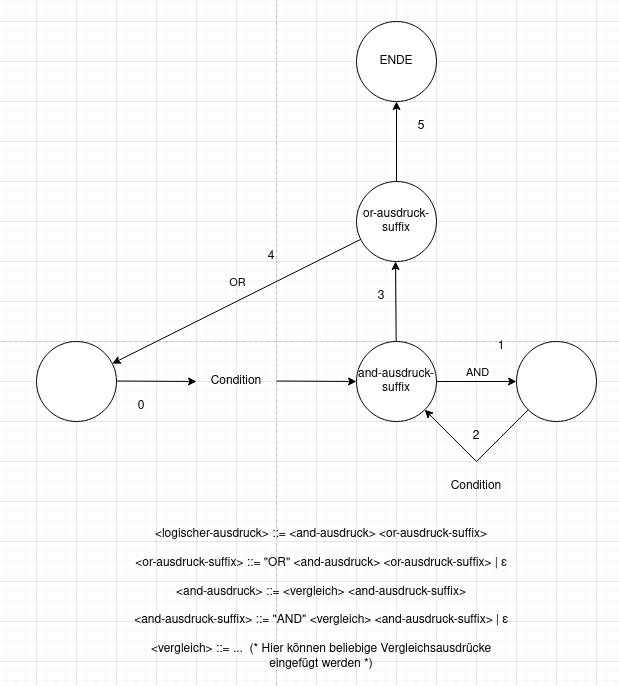 ENDE
5
or-ausdruck-
suffix
4
OR
3
1
Condition
and-ausdruck-
suffix
AND
0
2
Condition
<logischer-ausdruck> ::= <and-ausdruck> <or-ausdruck-suffix>
<or-ausdruck-suffix> ::= "OR" <and-ausdruck> <or-ausdruck-suffix> | ε
<and-ausdruck> ::= <vergleich> <and-ausdruck-suffix>
<and-ausdruck-suffix> ::= "AND" <vergleich> <and-ausdruck-suffix> | ε
<vergleich> ::= ... (* Hier können beliebige Vergleichsausdrücke
eingefügt werden *)